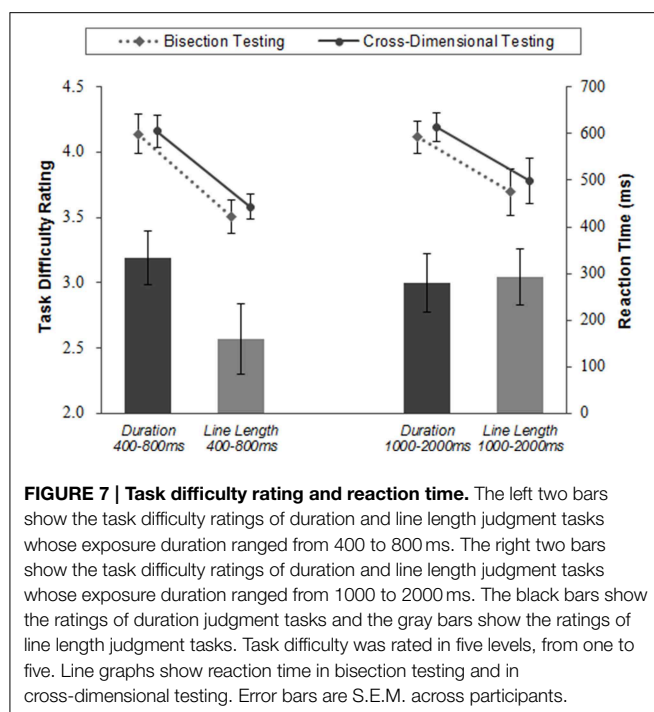 Bisection Testing Cross-Dimensional Testing
4.5 700
600
4.0
500
3.5 400
300
3.0
200
2.5
100
2.0 0
Task Difficulty Rating
Reaction Time (ms)
Duration Line Length Duration Line Length
400-800ms 400-800ms 1000-2000ms 1000-2000ms
FIGURE 7 | Task difficulty rating and reaction time. The left two bars
show the task difficulty ratings of duration and line length judgment tasks
whose exposure duration ranged from 400 to 800 ms. The right two bars
show the task difficulty ratings of duration and line length judgment tasks
whose exposure duration ranged from 1000 to 2000 ms. The black bars show
the ratings of duration judgment tasks and the gray bars show the ratings of
line length judgment tasks. Task difficulty was rated in five levels, from one to
five. Line graphs show reaction time in bisection testing and in
cross-dimensional testing. Error bars are S.E.M. across participants.